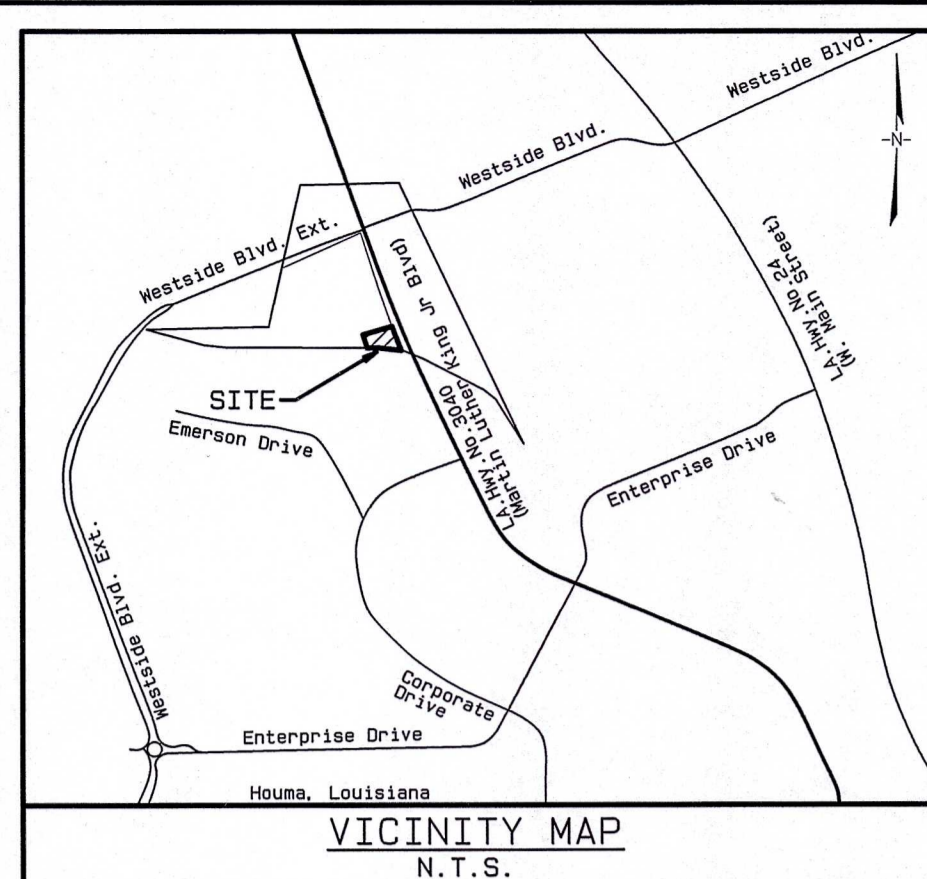 Westside Blvd.
-N-
Westside Blvd.
Westside Blvd. Ext.
LA. Hwy. No. 24
(W. Main Street)
LA. Hwy. No. 3040
(Martin Luther King Jr Blvd)
SITE
Emerson Drive
Enterprise Drive
Westside Blvd. Ext.
Corporate
Drive
Enterprise Drive
Houma, Louisiana
VICINITY MAP
N.T.S.